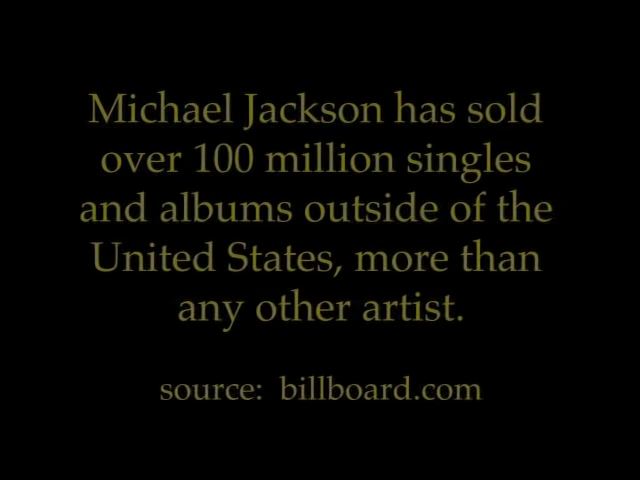 Michael Jackson has sold
over 100 million singles
and albums outside of the
United States, more than
any other artist.
source: billboard.com